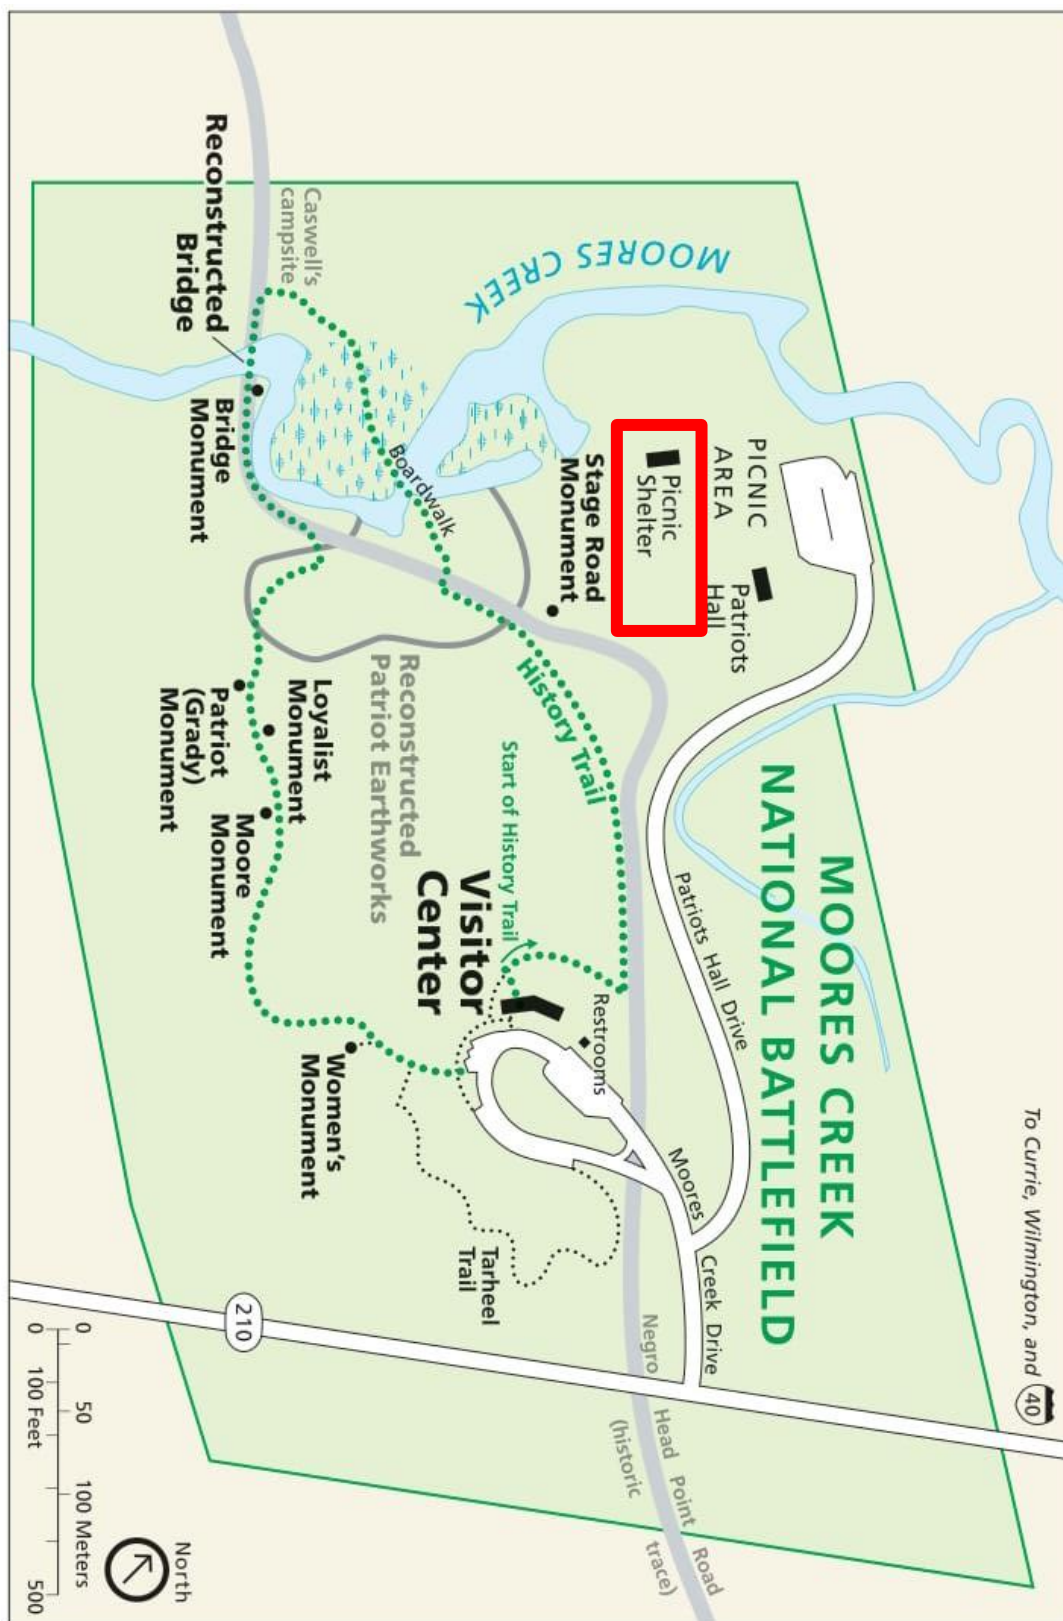 MOORES CREEK
NATIONAL BATTLEFIELD
To Currie, Wilmington, and
40
MOORES CREEK
PICNIC
AREA
Patriots
Hall
Picnic
Shelter
Stage Road
Monument
Patriots Hall Drive
History Trail
Start of History Trail
Boardwalk
Caswell's
campsite
Reconstructed
Bridge
Bridge
Monument
Reconstructed
Patriot Earthworks
Loyalist
Monument
Patriot
(Grady)
Monument
Moore
Monument
Visitor
Center
Restrooms
Women's
Monument
Moores Creek Drive
Tarheel
Trail
Negro Head Point Road
(historic trace)
210
0 50 100 Meters
0 100 Feet 500
North